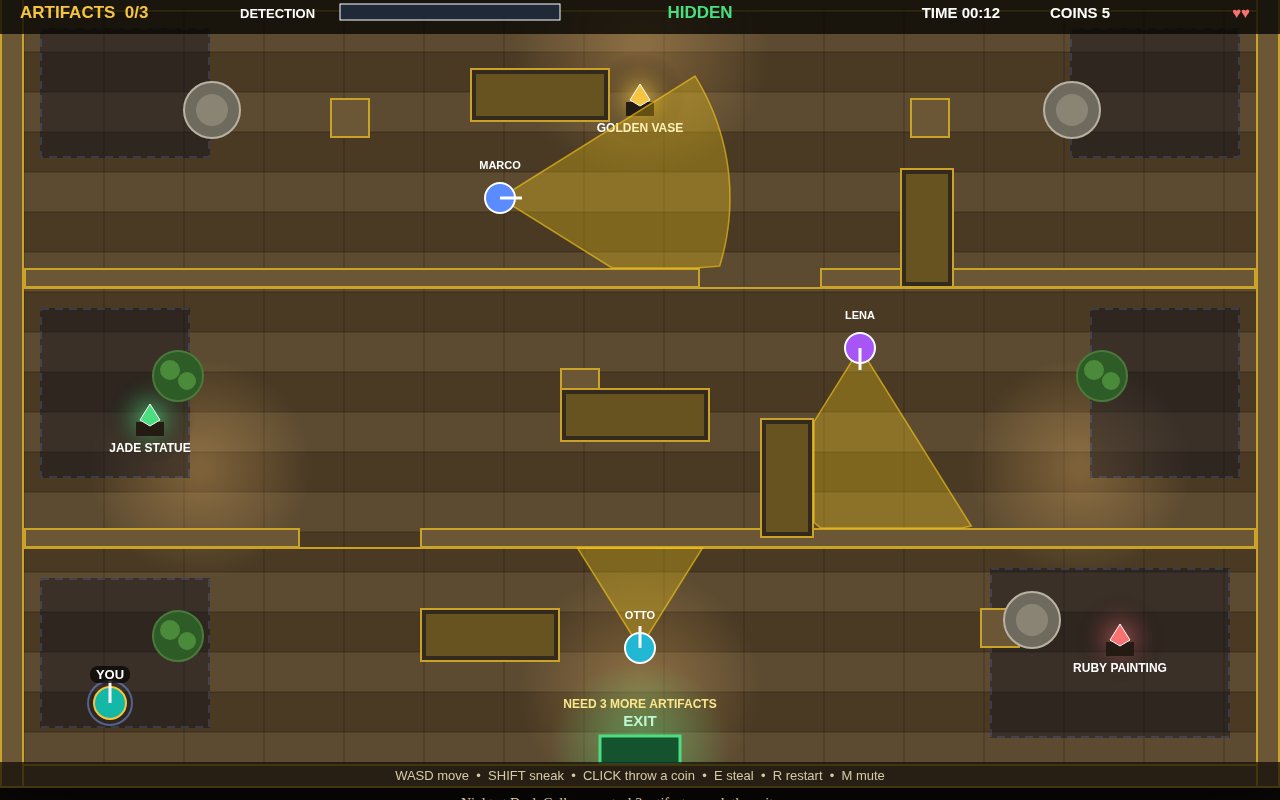 ARTIFACTS 0/3
DETECTION
HIDDEN
TIME 00:12
COINS 5
GOLDEN VASE
MARCO
LENA
JADE STATUE
OTTO
RUBY PAINTING
YOU
NEED 3 MORE ARTIFACTS
EXIT
WASD move • SHIFT sneak • CLICK throw a coin • E steal • R restart • M mute